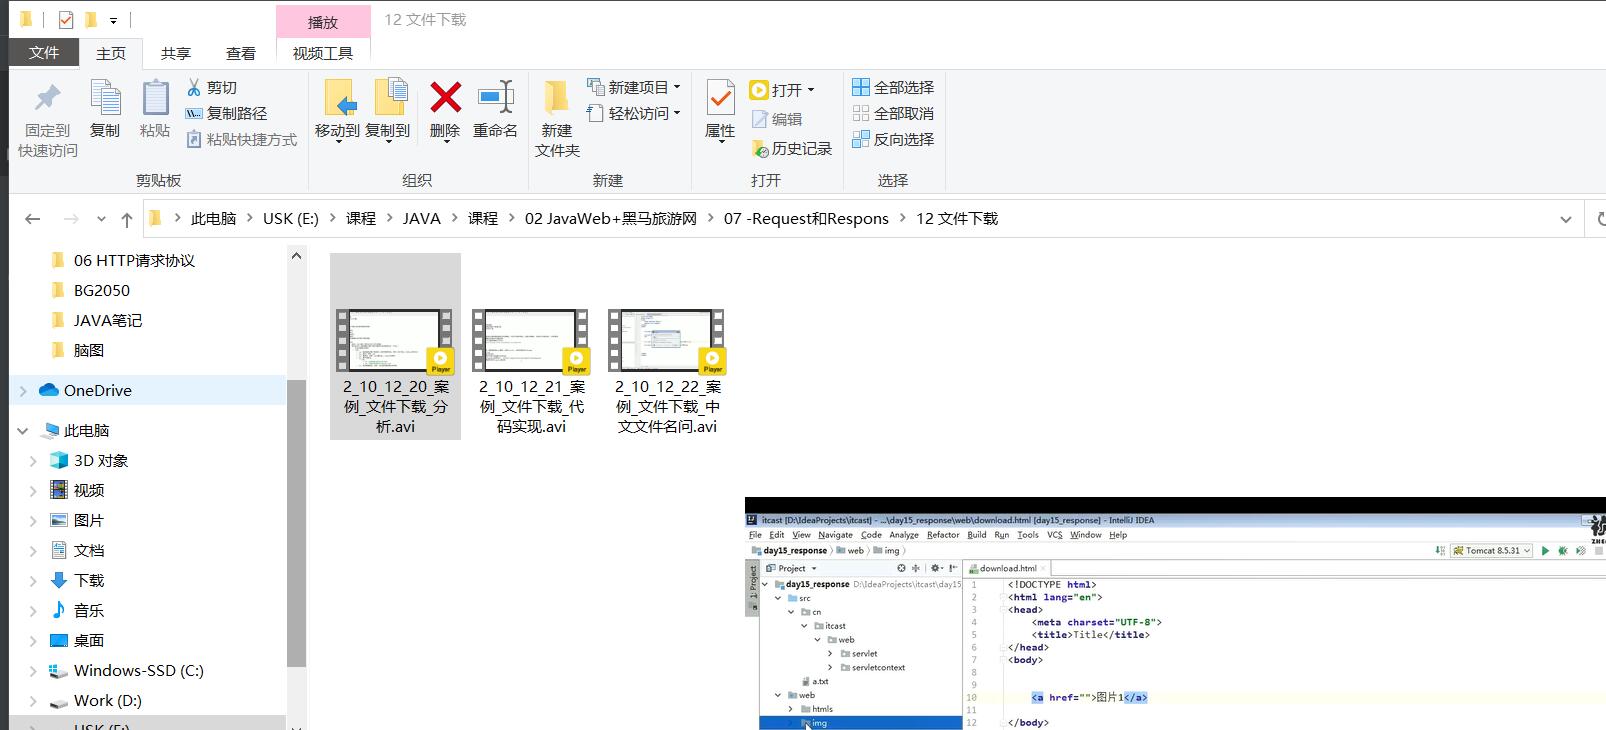 播放
12 文件下载
文件
主页
共享
查看
视频工具
固定到
快速访问
复制
粘贴
剪切
复制路径
粘贴快捷方式
剪贴板
移动到
复制到
删除
重命名
组织
新建
文件夹
新建项目
轻松访问
新建
属性
打开
编辑
历史记录
打开
全部选择
全部取消
反向选择
选择
此电脑 USK (E:) 课程 JAVA 课程 02 JavaWeb+黑马旅游网 07 -Request和Respons 12 文件下载
06 HTTP请求协议
BG2050
JAVA笔记
脑图
OneDrive
此电脑
3D 对象
视频
图片
文档
下载
音乐
桌面
Windows-SSD (C:)
Work (D:)
USK (E:)
Player
2_10_12_20_案
例_文件下载_分
析.avi
Player
2_10_12_21_案
例_文件下载_代
码实现.avi
Player
2_10_12_22_案
例_文件下载_中
文文件名问.avi
itcast [D:\IdeaProjects\itcast] - ...\day15_response\web\download.html [day15_response] - IntelliJ IDEA
File Edit View Navigate Code Analyze Refactor Build Run Tools VCS Window Help
day15_response web img
Tomcat 8.5.31
1: Project
Project
day15_response D:\IdeaProjects\itcast\day15
src
cn
itcast
web
servlet
servletcontext
a.txt
web
htmls
img
download.html
1 <!DOCTYPE html>
2 <html lang="en">
3 <head>
4 <meta charset="UTF-8">
5 <title>Title</title>
6 </head>
7 <body>
8
9
10 <a href="">图片1</a>
11
12 </body>